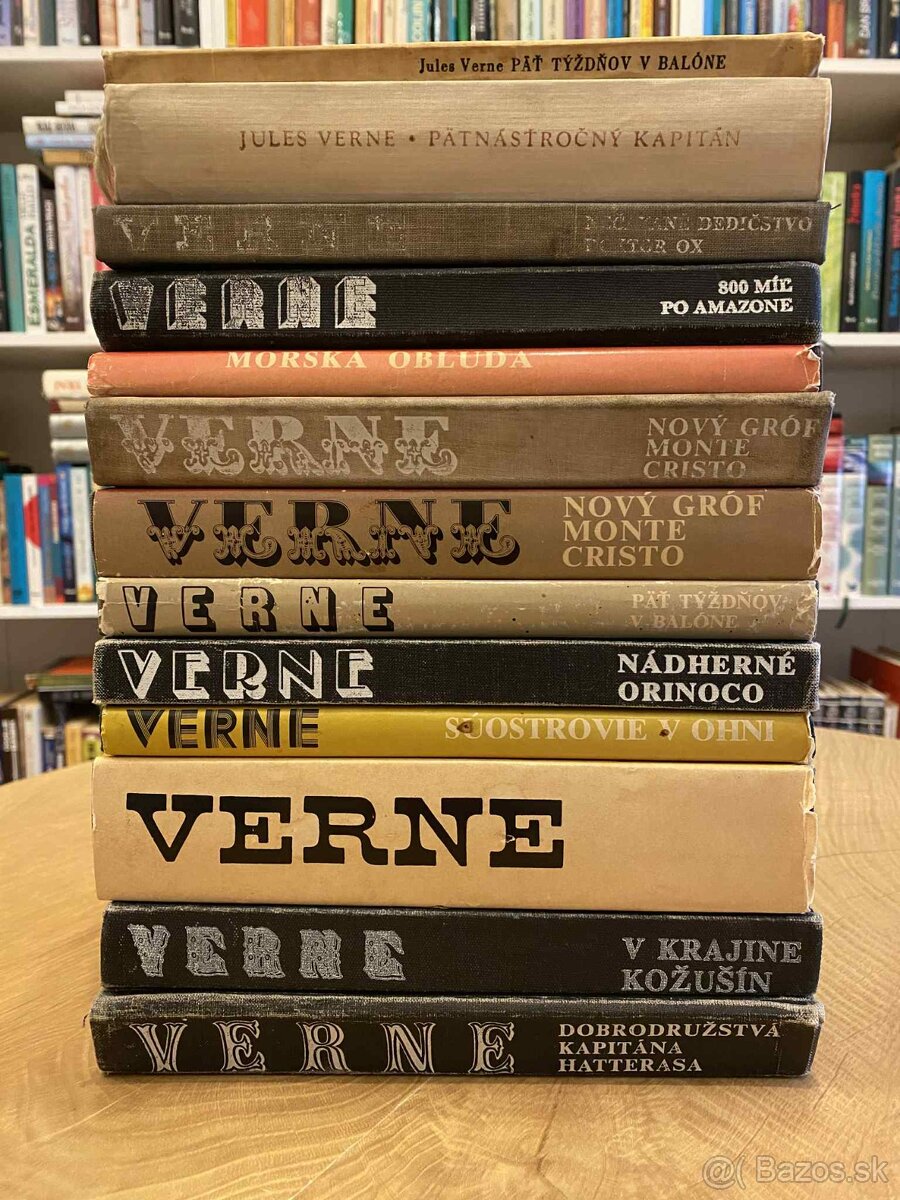 Jules Verne PÄŤ TÝŽDŇOV V BALÓNE
JULES VERNE • PÄTNÁSŤROČNÝ KAPITÁN
VERNE
DEDIČSTVO
DOKTOR OX
VERNE
800 MÍĽ
PO AMAZONE
MORSKÁ OBLUDA
VERNE
NOVÝ GRÓF
MONTE
CRISTO
VERNE
NOVÝ GRÓF
MONTE
CRISTO
VERNE
PÄŤ TÝŽDŇOV
V BALÓNE
VERNE
NÁDHERNÉ
ORINOCO
VERNE
SÚOSTROVIE V OHNI
VERNE
VERNE
V KRAJINE
KOŽUŠÍN
VERNE
DOBRODRUŽSTVÁ
KAPITÁNA
HATTERASA
ESMERALDA
@( Bazos.sk